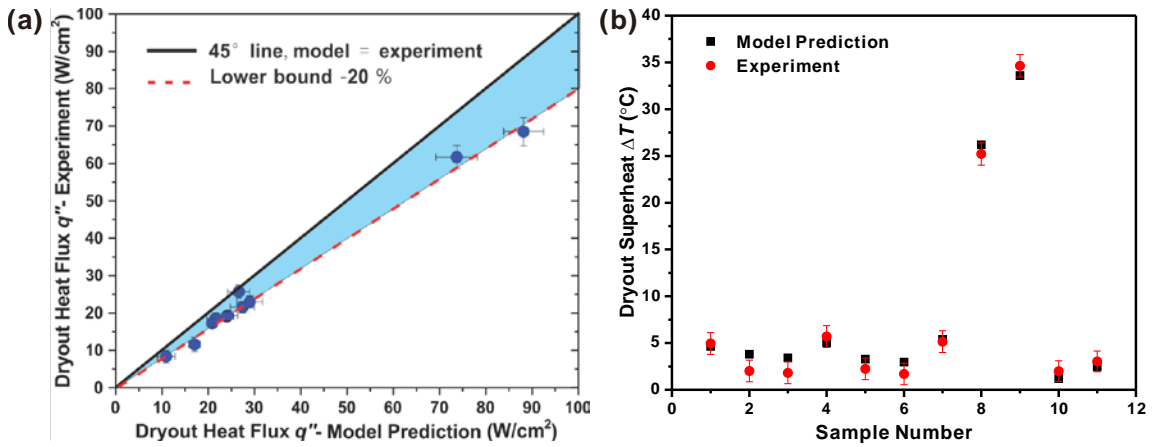 (a)
Dryout Heat Flux q″- Experiment (W/cm²)
100
90
80
70
60
50
40
30
20
10
0
45° line, model = experiment
Lower bound -20 %
0 10 20 30 40 50 60 70 80 90 100
Dryout Heat Flux q″- Model Prediction (W/cm²)
(b)
Dryout Superheat ΔT (°C)
40
35
30
25
20
15
10
5
0
Model Prediction
Experiment
0 2 4 6 8 10 12
Sample Number